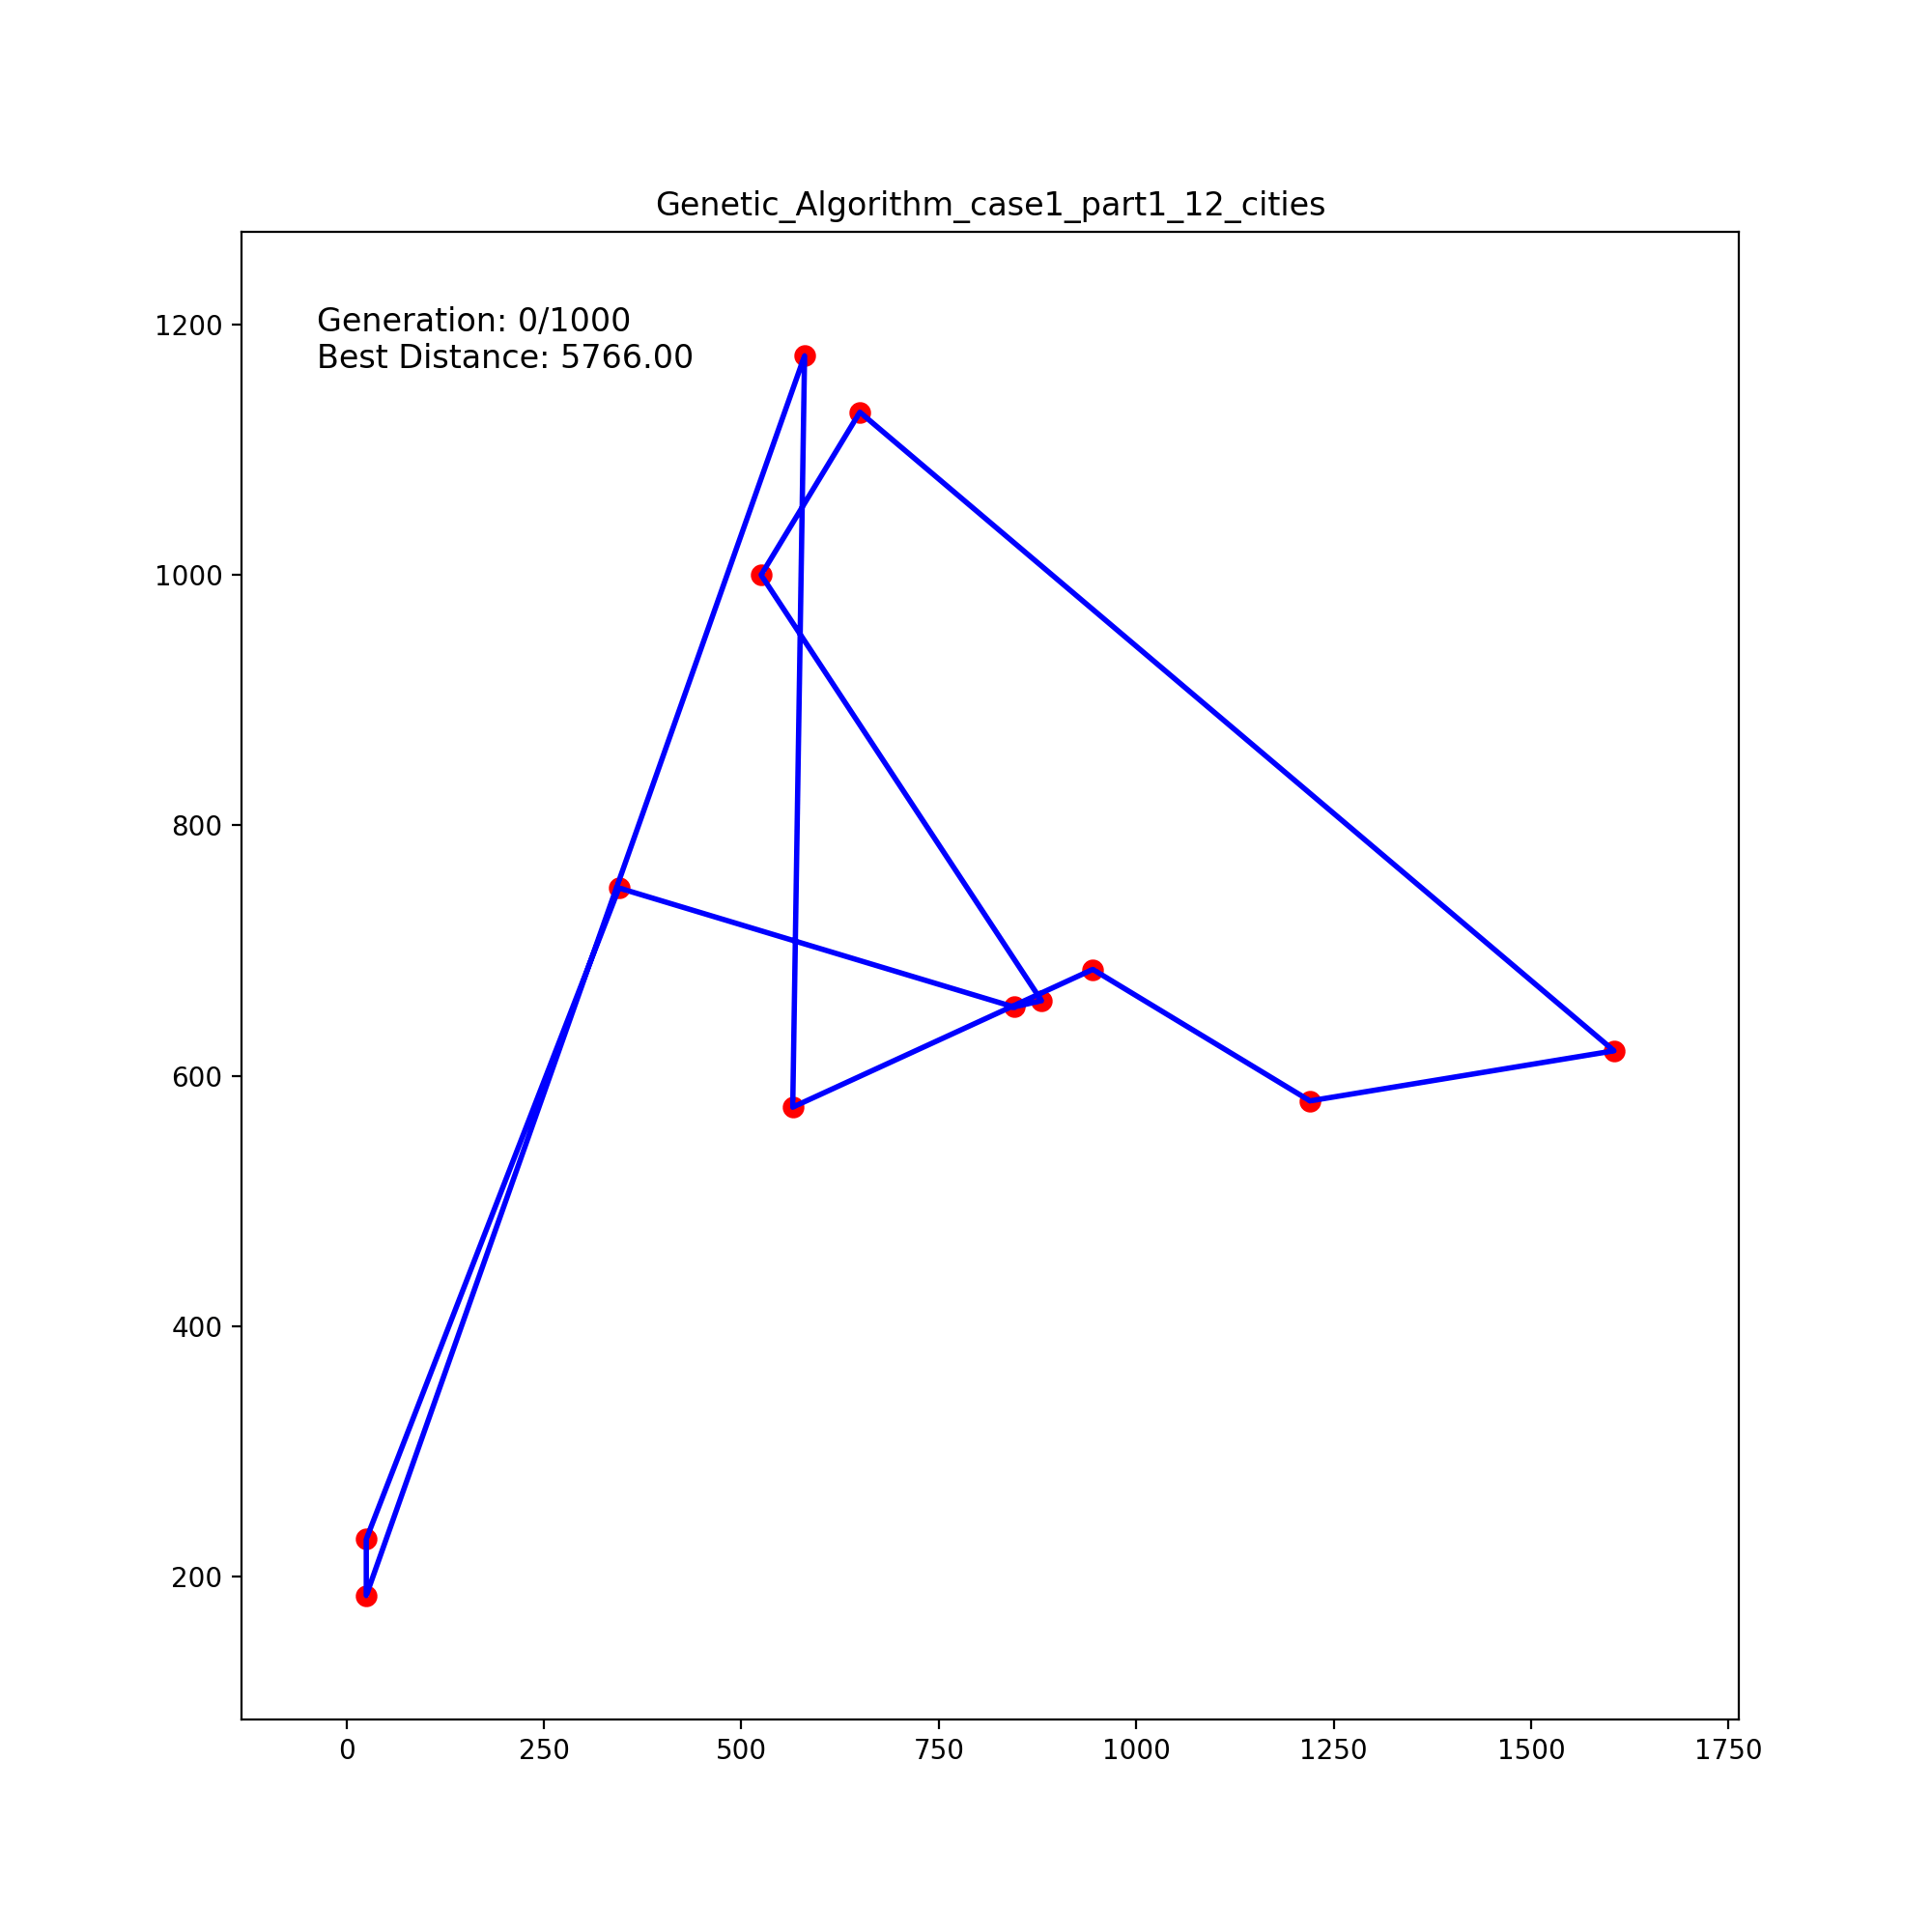 Genetic_Algorithm_case1_part1_12_cities
Generation: 0/1000
Best Distance: 5766.00
1200
1000
800
600
400
200
0 250 500 750 1000 1250 1500 1750